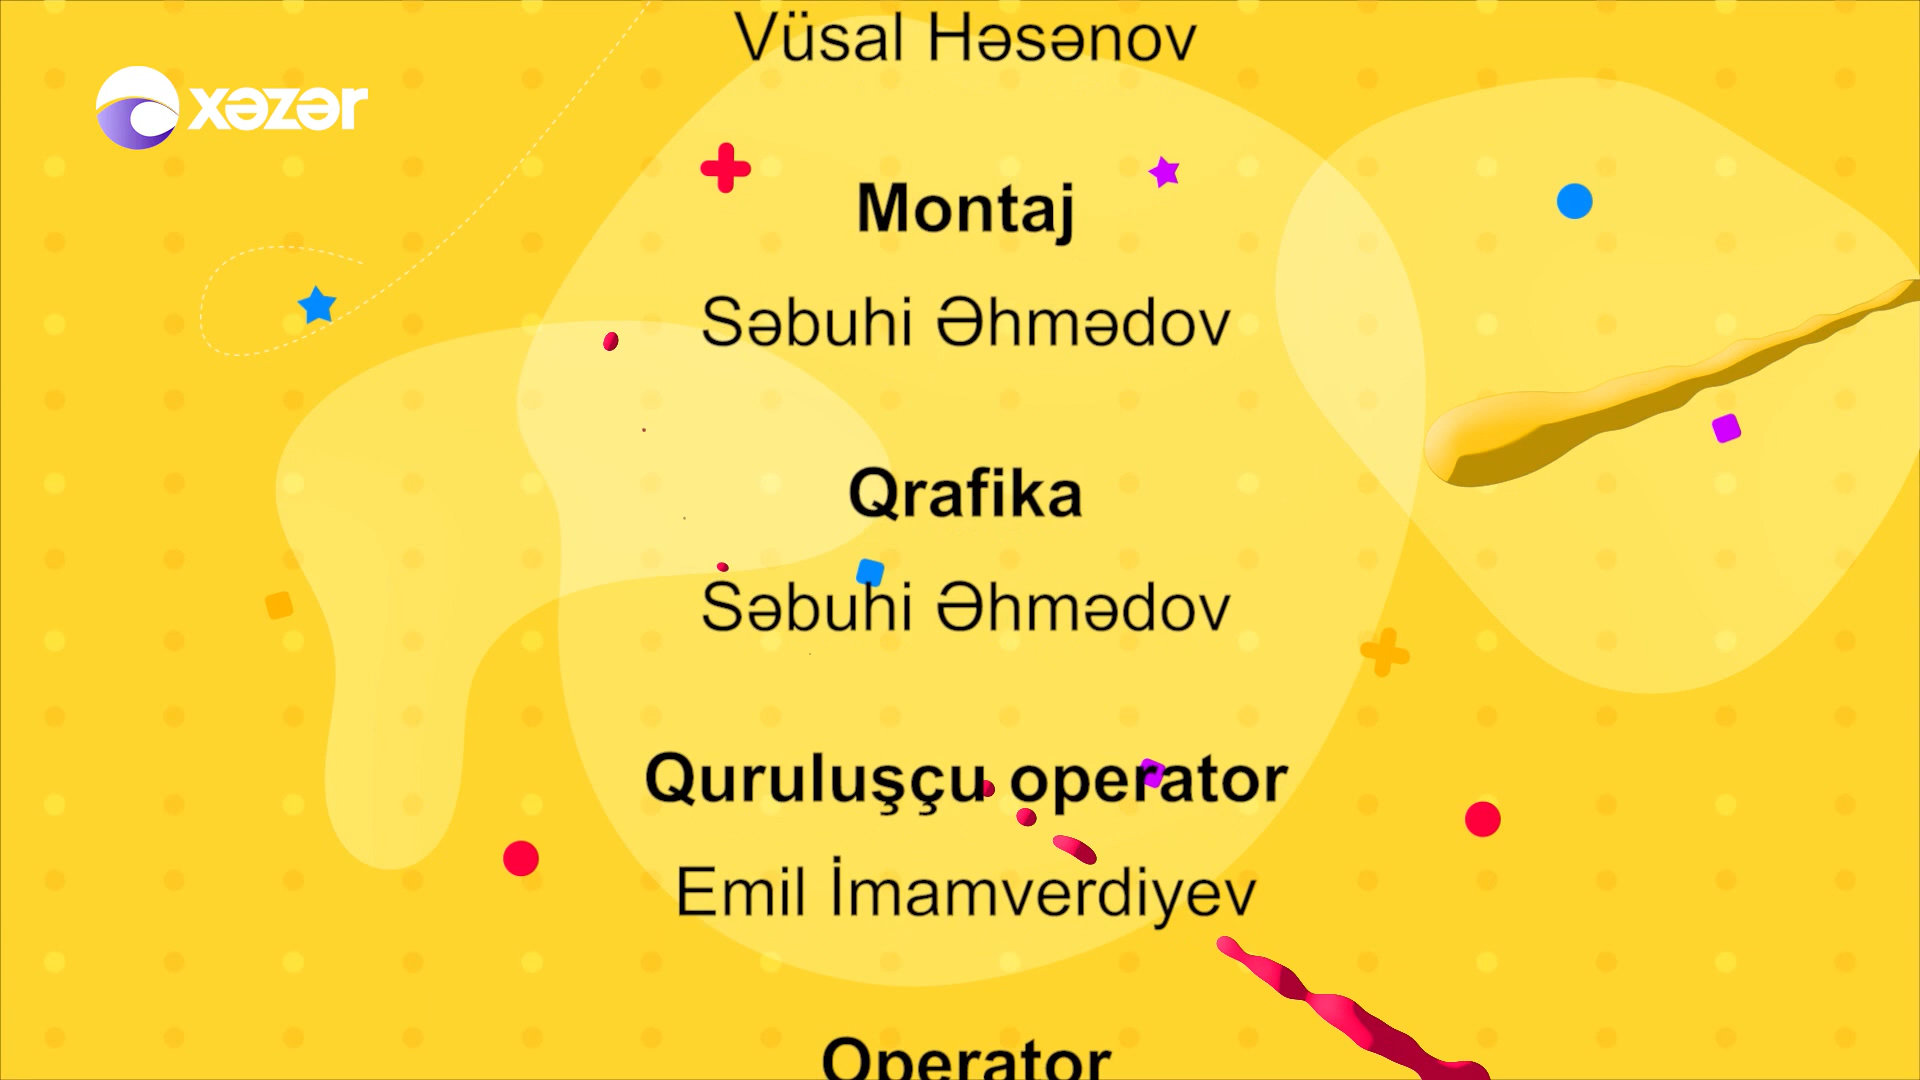 Vüsal Həsənov
xəzər
Montaj
Səbuhi Əhmədov
Qrafika
Səbuhi Əhmədov
Quruluşçu operator
Emil İmamverdiyev
Operator